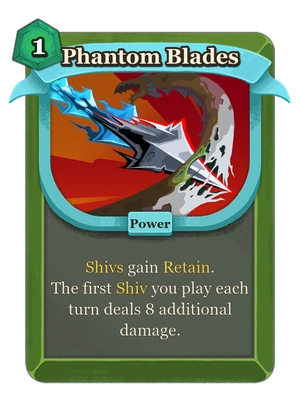 1
Phantom Blades
Power
Shivs gain Retain.
The first Shiv you play each
turn deals 8 additional
damage.